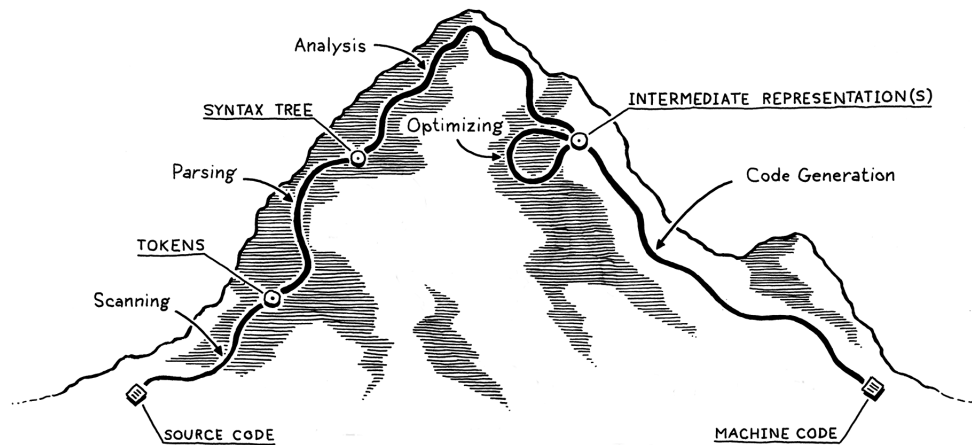 Analysis
SYNTAX TREE
INTERMEDIATE REPRESENTATION(S)
Optimizing
Parsing
Code Generation
TOKENS
Scanning
SOURCE CODE
MACHINE CODE